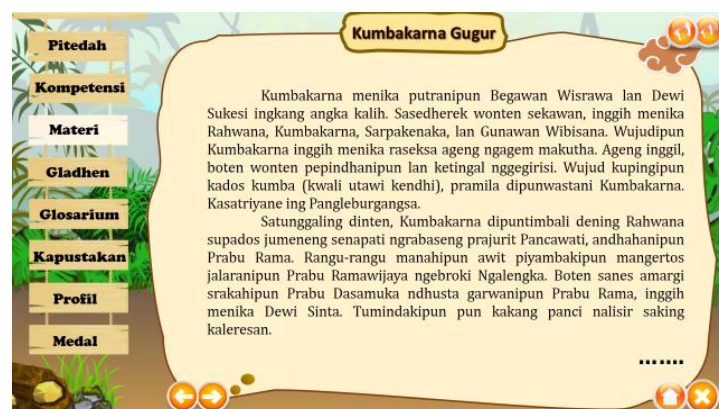 Kumbakarna Gugur
Pitedah
Kompetensi
Materi
Gladhen
Glosarium
Kapustakan
Profil
Medal
Kumbakarna menika putranipun Begawan Wisrawa lan Dewi
Sukesi ingkang angka kalih. Sasedherek wonten sekawan, inggih menika
Rahwana, Kumbakarna, Sarpakenaka, lan Gunawan Wibisana. Wujudipun
Kumbakarna inggih menika raseksa ageng ngagem makutha. Ageng inggil,
boten wonten pepindhanipun lan ketingal nggegirisi. Wujud kupingipun
kados kumba (kwali utawi kendhi), pramila dipunwastani Kumbakarna.
Kasatriyane ing Pangleburgangsa.
Satunggaling dinten, Kumbakarna dipuntimbali dening Rahwana
supados jumeneng senapati ngrabaseng prajurit Pancawati, andhahanipun
Prabu Rama. Rangu-rangu manahipun awit piyambakipun mangertos
jalaranipun Prabu Ramawijaya ngebroki Ngalengka. Boten sanes amargi
srakahipun Prabu Dasamuka ndhusta garwanipun Prabu Rama, inggih
menika Dewi Sinta. Tumindakipun pun kakang panci nalisir saking
kaleresan.
.......